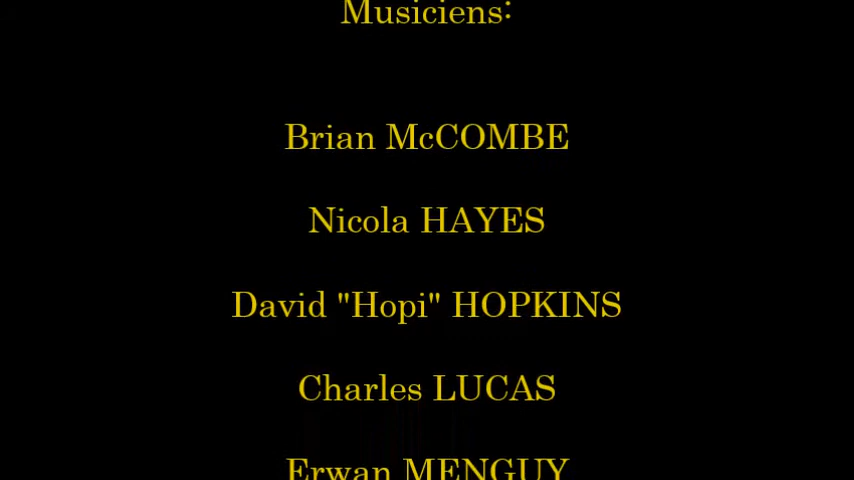 Musiciens:
Brian McCOMBE
Nicola HAYES
David "Hopi" HOPKINS
Charles LUCAS
Erwan MENGUY